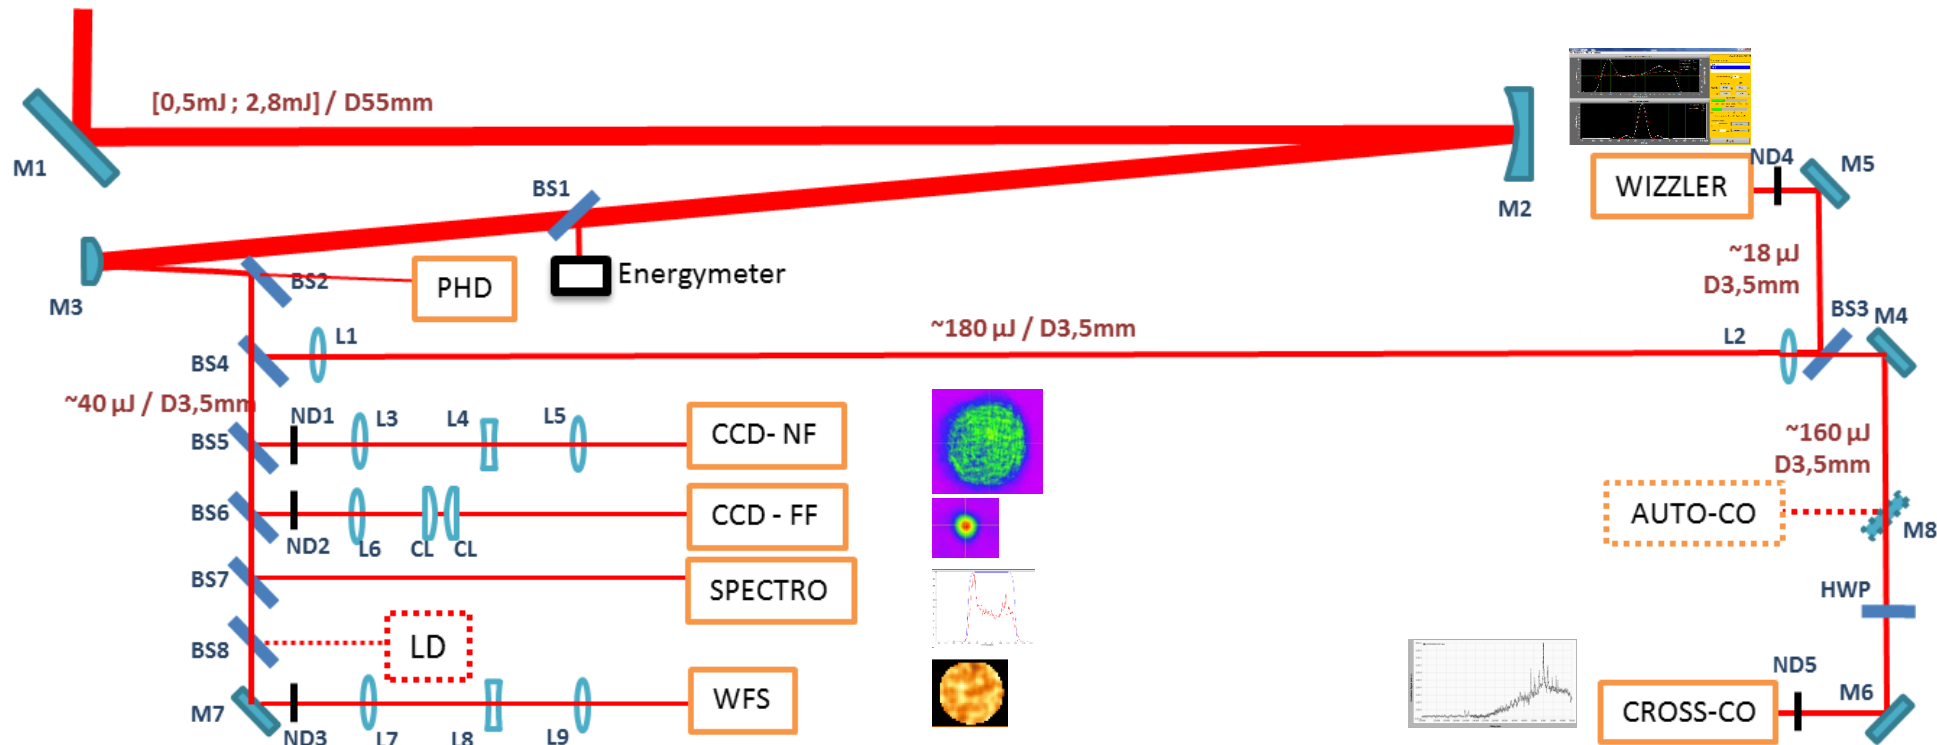 [0,5mJ ; 2,8mJ] / D55mm
M1
BS1
M2
ND4
M5
WIZZLER
Energymeter
BS2
PHD
M3
~18 µJ
D3,5mm
BS3
M4
L1
~180 µJ / D3,5mm
L2
BS4
~40 µJ / D3,5mm
ND1
L3
L4
L5
CCD- NF
BS5
~160 µJ
D3,5mm
BS6
CCD - FF
ND2
L6
CL
CL
AUTO-CO
M8
BS7
SPECTRO
HWP
BS8
LD
WFS
M7
ND3
L7
L8
L9
ND5
M6
CROSS-CO